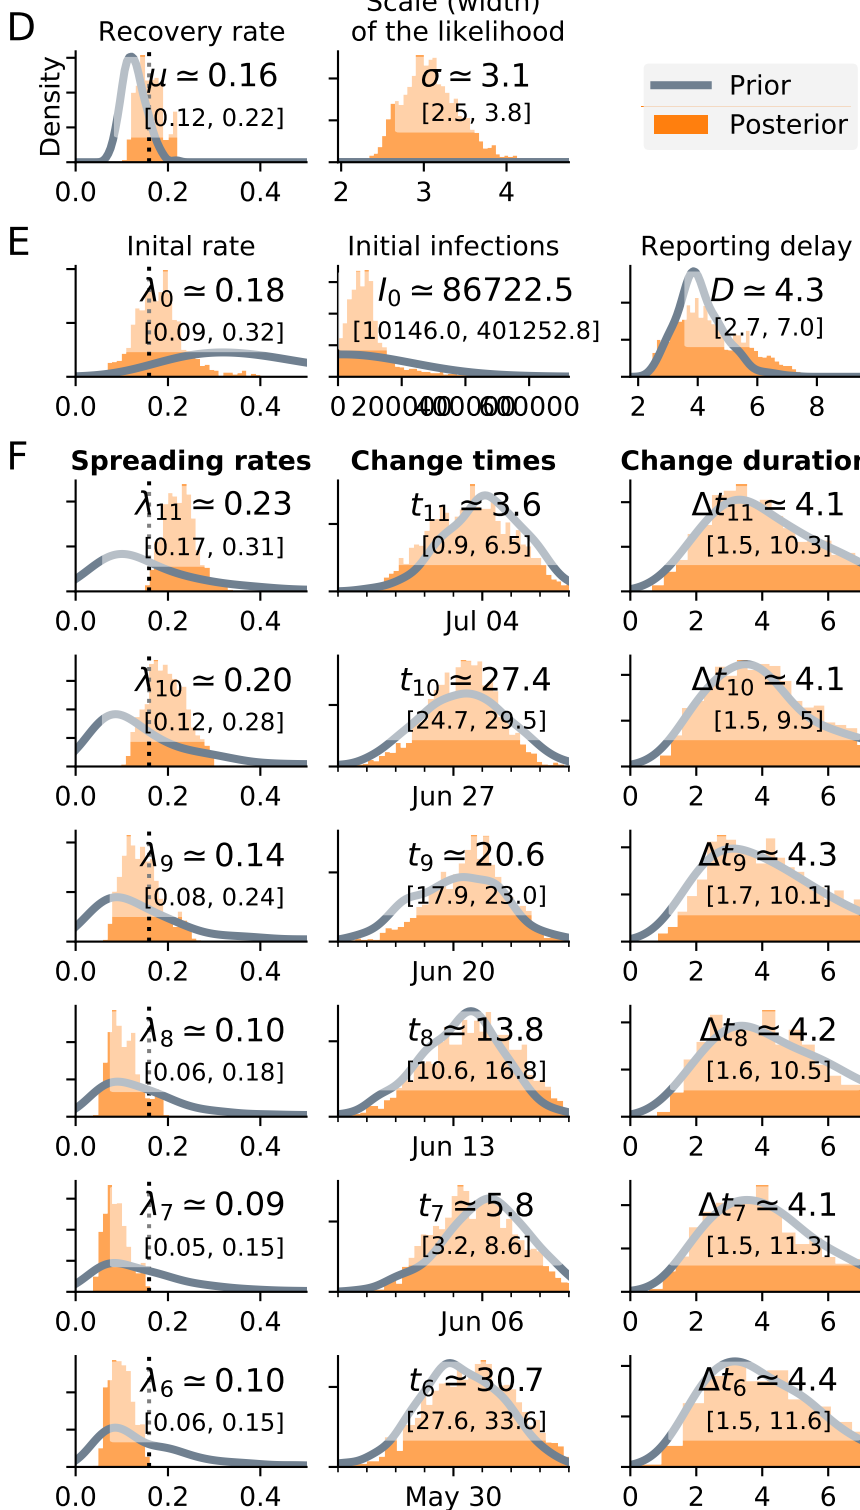 Scale (width)
D
Recovery rate
of the likelihood
Density
μ ≃ 0.16
[0.12, 0.22]
σ ≃ 3.1
[2.5, 3.8]
Prior
Posterior
0.0 0.2 0.4
2 3 4
E
Inital rate
Initial infections
Reporting delay
λ0 ≃ 0.18
[0.09, 0.32]
I0 ≃ 86722.5
[10146.0, 401252.8]
D ≃ 4.3
[2.7, 7.0]
0.0 0.2 0.4
0 200000 400000 600000
2 4 6 8
F
Spreading rates
Change times
Change duration
λ11 ≃ 0.23
[0.17, 0.31]
t11 ≃ 3.6
[0.9, 6.5]
Δt11 ≃ 4.1
[1.5, 10.3]
0.0 0.2 0.4
Jul 04
0 2 4 6
λ10 ≃ 0.20
[0.12, 0.28]
t10 ≃ 27.4
[24.7, 29.5]
Δt10 ≃ 4.1
[1.5, 9.5]
0.0 0.2 0.4
Jun 27
0 2 4 6
λ9 ≃ 0.14
[0.08, 0.24]
t9 ≃ 20.6
[17.9, 23.0]
Δt9 ≃ 4.3
[1.7, 10.1]
0.0 0.2 0.4
Jun 20
0 2 4 6
λ8 ≃ 0.10
[0.06, 0.18]
t8 ≃ 13.8
[10.6, 16.8]
Δt8 ≃ 4.2
[1.6, 10.5]
0.0 0.2 0.4
Jun 13
0 2 4 6
λ7 ≃ 0.09
[0.05, 0.15]
t7 ≃ 5.8
[3.2, 8.6]
Δt7 ≃ 4.1
[1.5, 11.3]
0.0 0.2 0.4
Jun 06
0 2 4 6
λ6 ≃ 0.10
[0.06, 0.15]
t6 ≃ 30.7
[27.6, 33.6]
Δt6 ≃ 4.4
[1.5, 11.6]
0.0 0.2 0.4
May 30
0 2 4 6